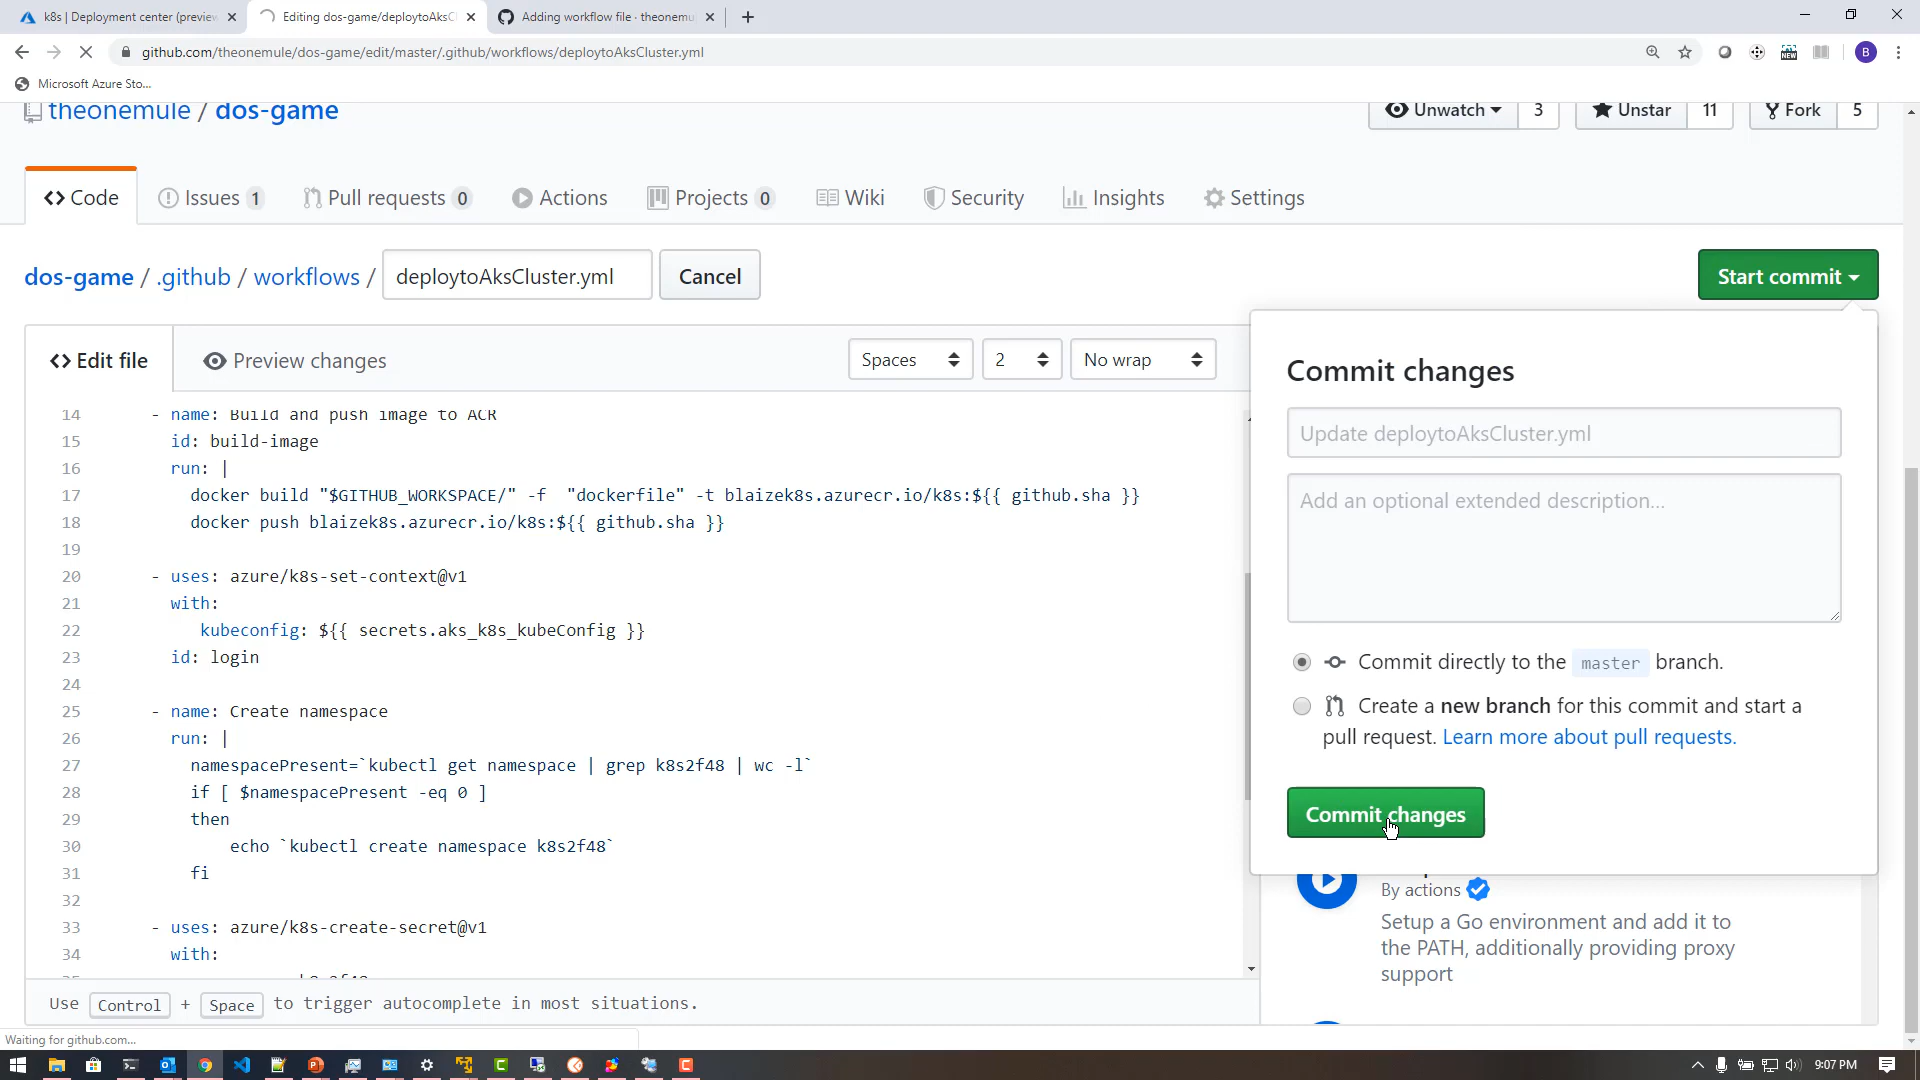 k8s | Deployment center (preview
Editing dos-game/deploytoAksCl
Adding workflow file · theonemu
github.com/theonemule/dos-game/edit/master/.github/workflows/deploytoAksCluster.yml
NEW
B
Microsoft Azure Sto...
theonemule / dos-game
Unwatch 3
Unstar 11
Fork 5
Code
Issues 1
Pull requests 0
Actions
Projects 0
Wiki
Security
Insights
Settings
dos-game / .github / workflows / deploytoAksCluster.yml
Cancel
Start commit
Edit file
Preview changes
Spaces
2
No wrap
14 - name: Build and push image to ACR
15 id: build-image
16 run: |
17 docker build "$GITHUB_WORKSPACE/" -f  "dockerfile" -t blaizek8s.azurecr.io/k8s:${{ github.sha }}
18 docker push blaizek8s.azurecr.io/k8s:${{ github.sha }}
19
20 - uses: azure/k8s-set-context@v1
21 with:
22 kubeconfig: ${{ secrets.aks_k8s_kubeConfig }}
23 id: login
24
25 - name: Create namespace
26 run: |
27 namespacePresent=`kubectl get namespace | grep k8s2f48 | wc -l`
28 if [ $namespacePresent -eq 0 ]
29 then
30 echo `kubectl create namespace k8s2f48`
31 fi
32
33 - uses: azure/k8s-create-secret@v1
34 with:
Use Control + Space to trigger autocomplete in most situations.
Commit changes
Update deploytoAksCluster.yml
Add an optional extended description...
Commit directly to the master branch.
Create a new branch for this commit and start a
pull request. Learn more about pull requests.
Commit changes
By actions
Setup a Go environment and add it to
the PATH, additionally providing proxy
support
Waiting for github.com...
9:07 PM